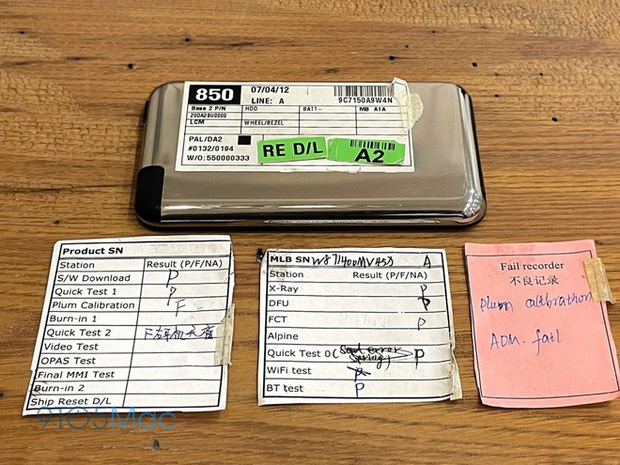 850
07/04/12
LINE: A
9C7150A9W4N
Base 2 P/N
HDD
BATT-
MB A1A
LCM
WHEEL/BEZEL
PAL/DA2
#0132/0194
W/O:550000333
RE D/L
A2
Product SN
Station Result (P/F/NA)
S/W Download P
Quick Test 1 P
Plum Calibration F
Burn-in 1
Quick Test 2 F
Video Test
OPAS Test
Final MMI Test
Burn-in 2
Ship Reset D/L
MLB SN A
Station Result (P/F/NA)
X-Ray P
DFU P
FCT P
Alpine
Quick Test 0 P
WiFi test
BT test P
Fail recorder
不良记录
Plum calibration
fail
9TO5Mac